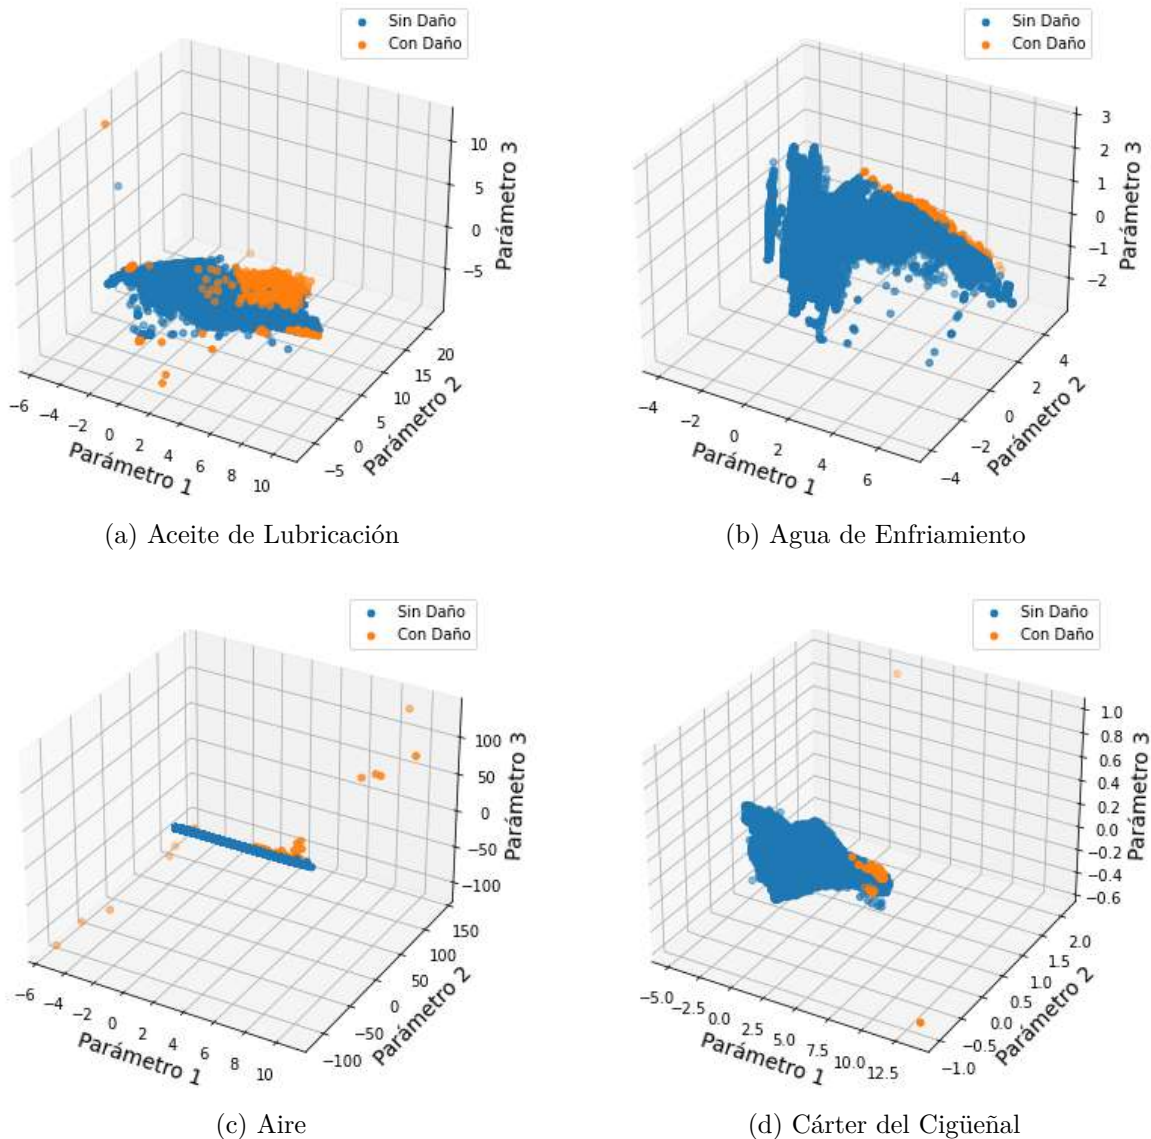 Sin Daño
Con Daño
10
5
0
−5
Parámetro 3
−6 −4 −2 0 2 4 6 8 10
Parámetro 1
−5 0 5 10 15 20
Parámetro 2
(a) Aceite de Lubricación
Sin Daño
Con Daño
3
2
1
0
−1
−2
Parámetro 3
−4 −2 0 2 4 6
Parámetro 1
−4 −2 0 2 4
Parámetro 2
(b) Agua de Enfriamiento
Sin Daño
Con Daño
100
50
0
−50
−100
Parámetro 3
−6 −4 −2 0 2 4 6 8 10
Parámetro 1
−100 −50 0 50 100 150
Parámetro 2
(c) Aire
Sin Daño
Con Daño
1.0
0.8
0.6
0.4
0.2
0.0
−0.2
−0.4
−0.6
Parámetro 3
−5.0 −2.5 0.0 2.5 5.0 7.5 10.0 12.5
Parámetro 1
−1.0 −0.5 0.0 0.5 1.0 1.5 2.0
Parámetro 2
(d) Cárter del Cigüeñal